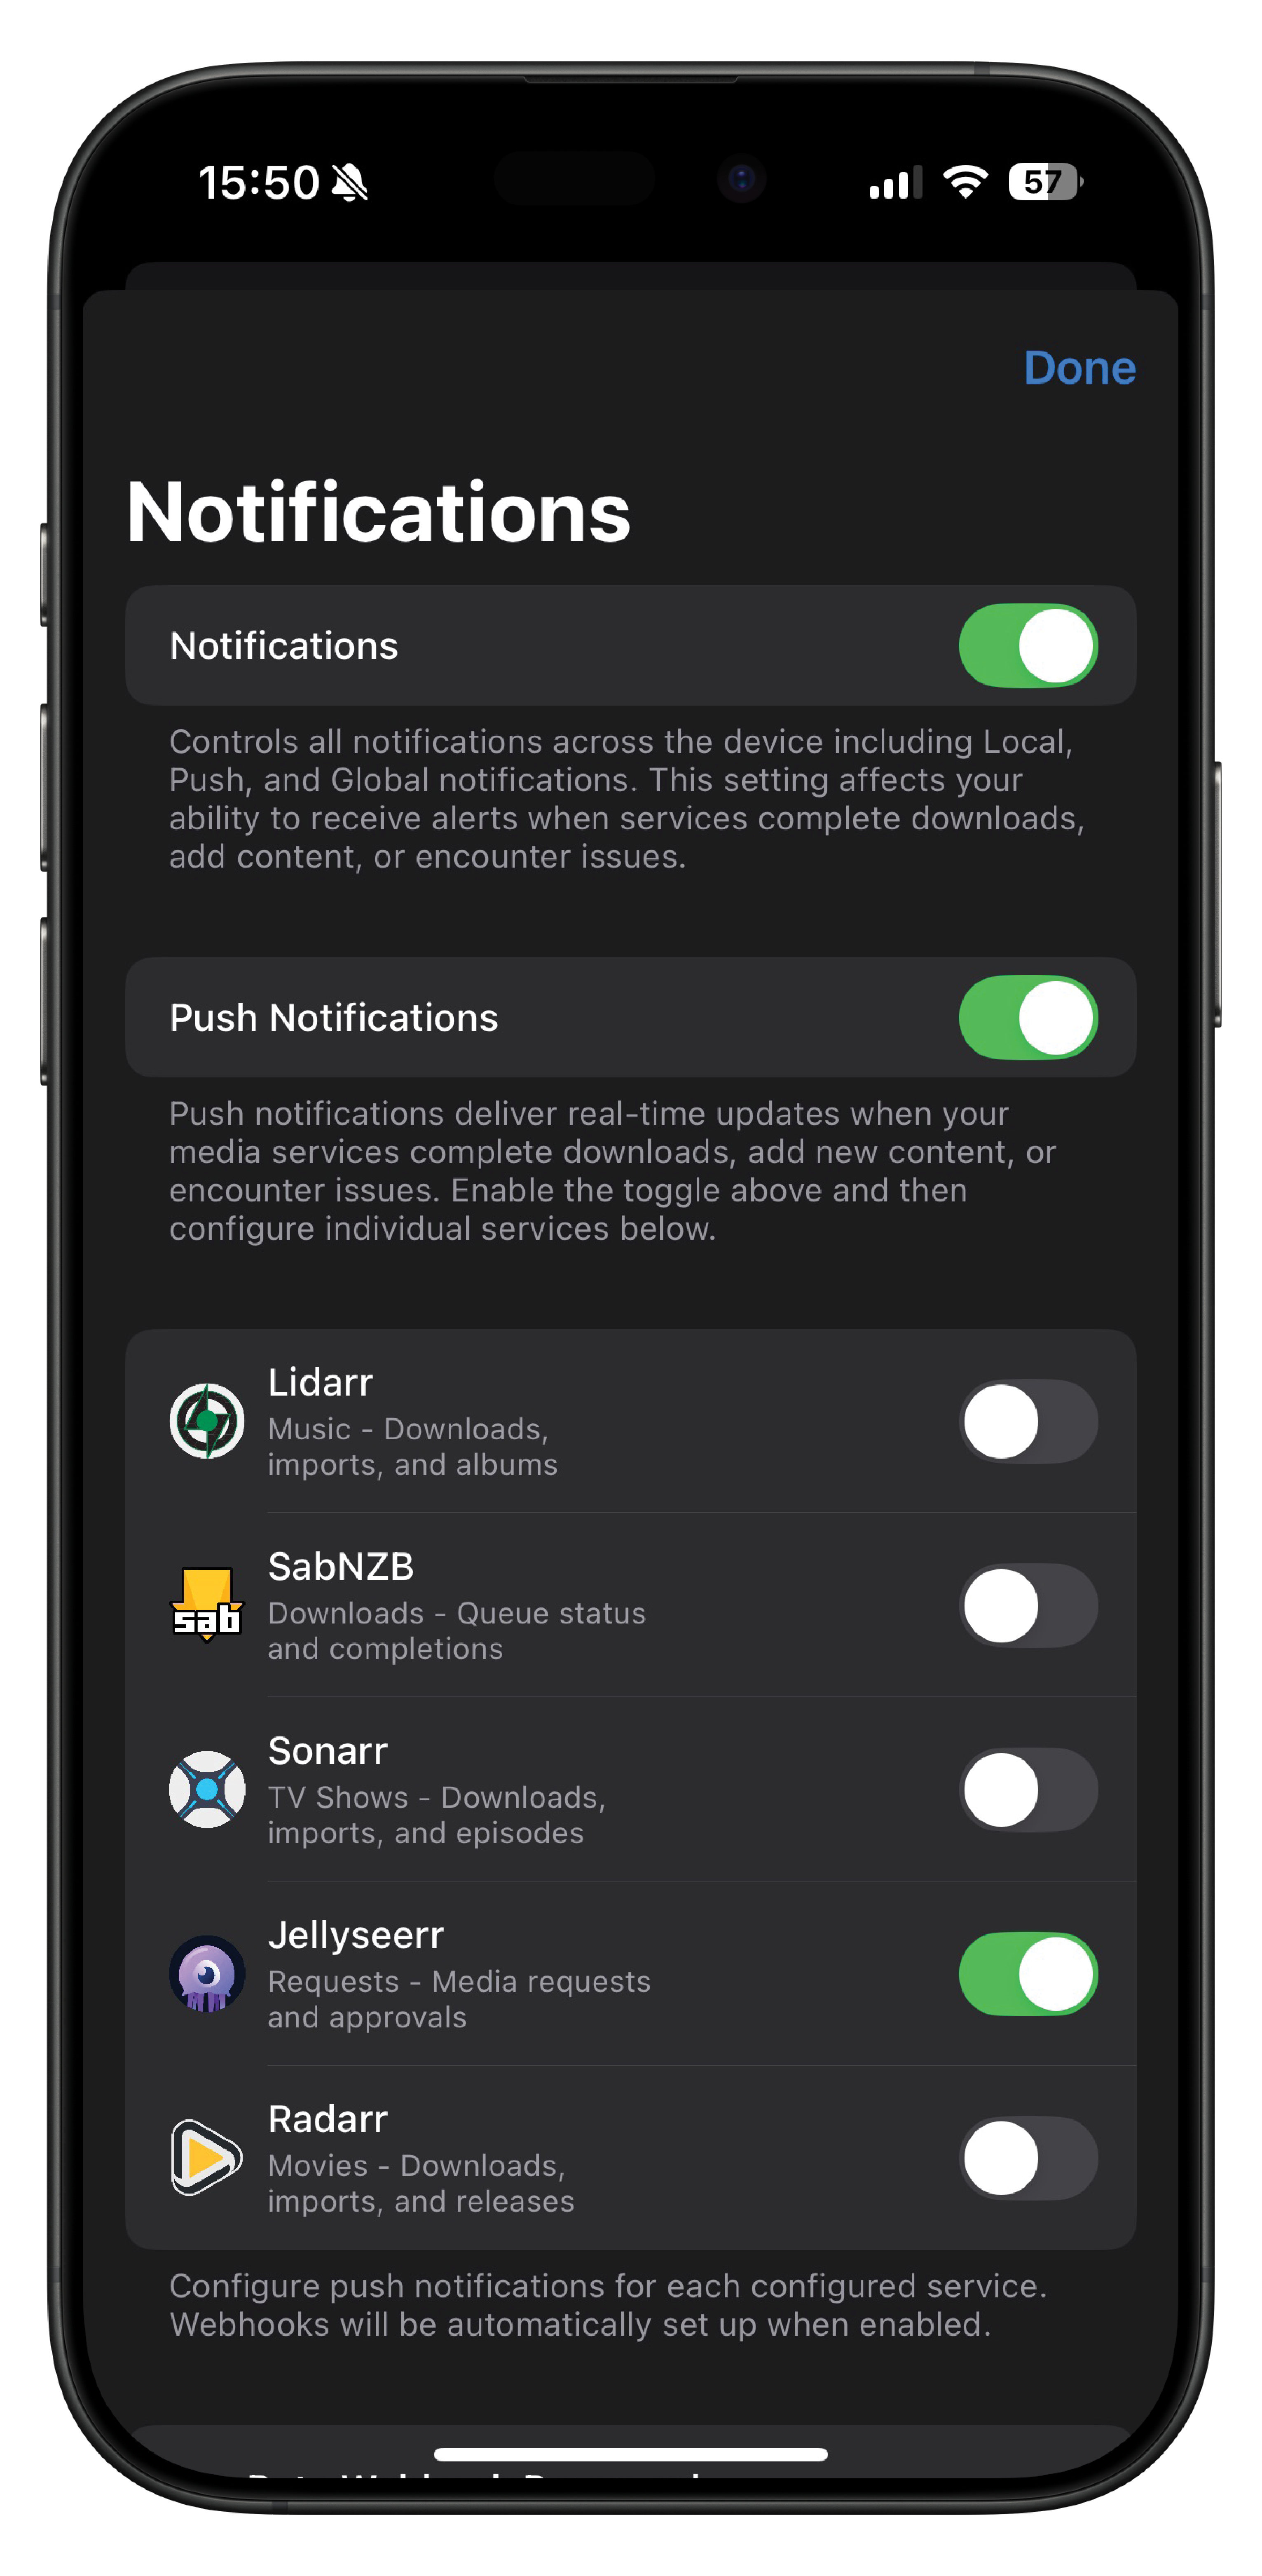 15:50
57
Done
Notifications
Notifications
Controls all notifications across the device including Local,
Push, and Global notifications. This setting affects your
ability to receive alerts when services complete downloads,
add content, or encounter issues.
Push Notifications
Push notifications deliver real-time updates when your
media services complete downloads, add new content, or
encounter issues. Enable the toggle above and then
configure individual services below.
Lidarr
Music - Downloads,
imports, and albums
sab
SabNZB
Downloads - Queue status
and completions
Sonarr
TV Shows - Downloads,
imports, and episodes
Jellyseerr
Requests - Media requests
and approvals
Radarr
Movies - Downloads,
imports, and releases
Configure push notifications for each configured service.
Webhooks will be automatically set up when enabled.